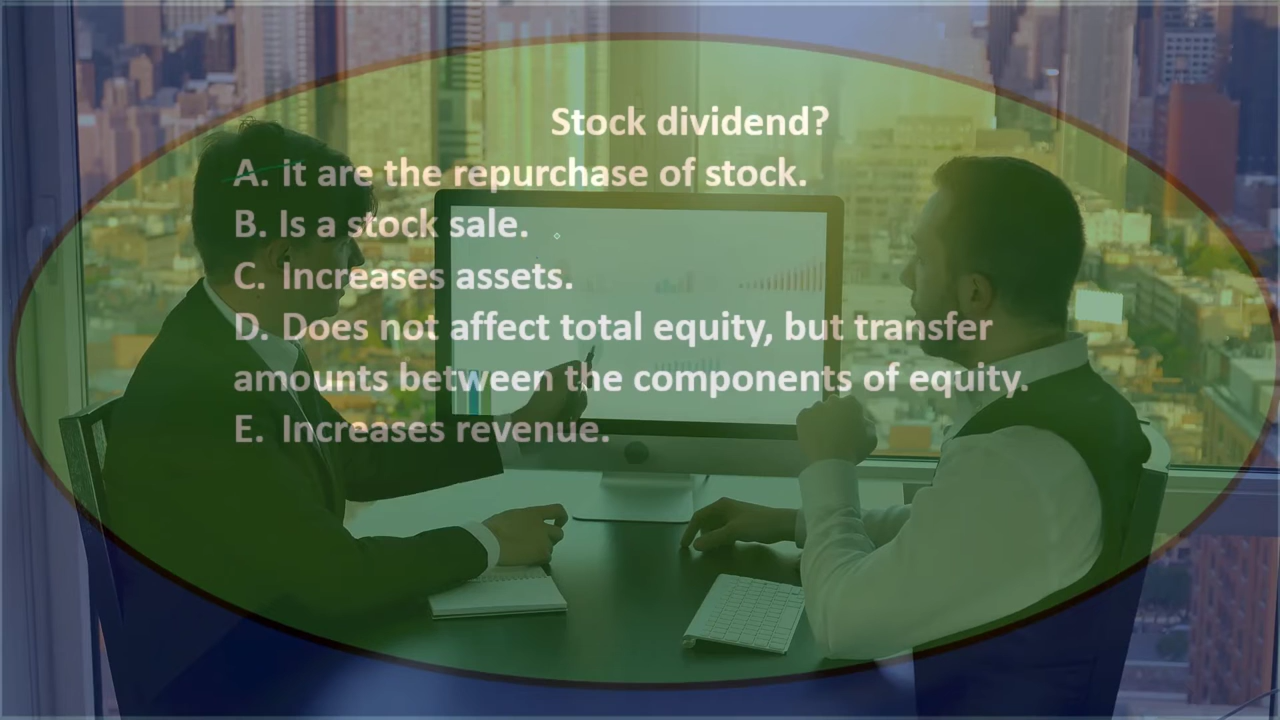 Stock dividend?
A. it are the repurchase of stock.
B. Is a stock sale.
C. Increases assets.
D. Does not affect total equity, but transfer
amounts between the components of equity.
E. Increases revenue.